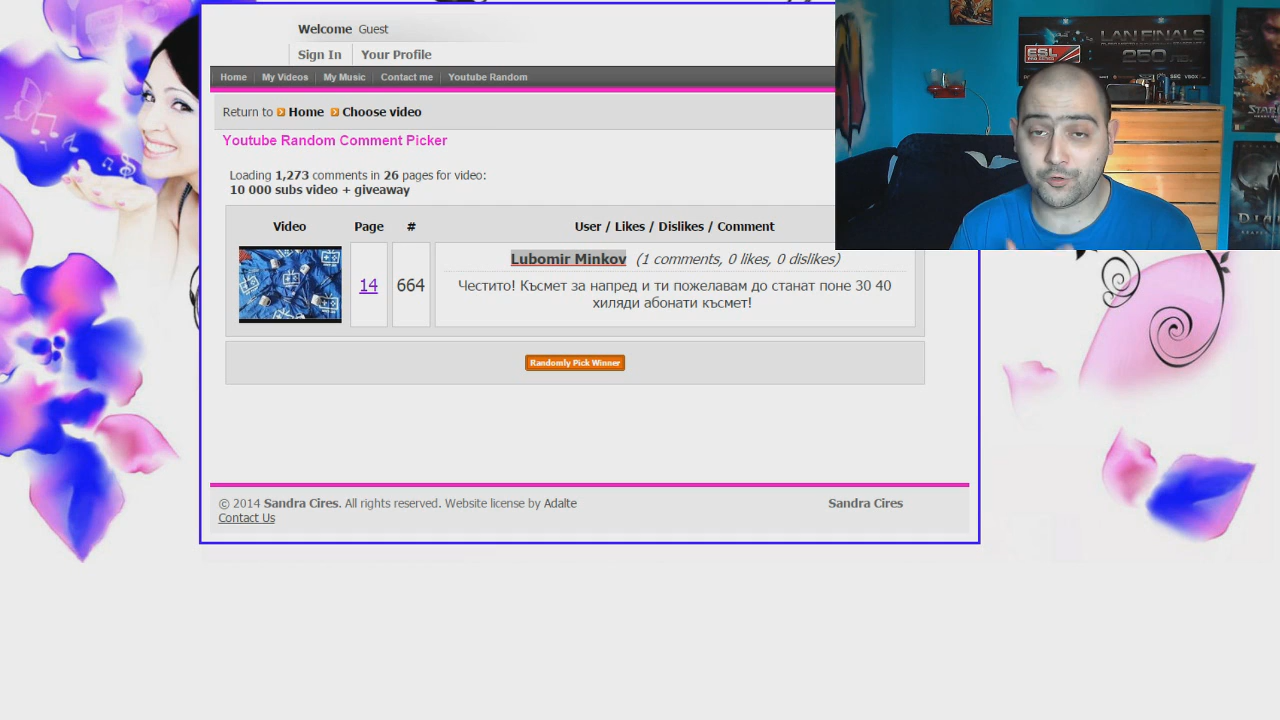 Welcome Guest
Sign In Your Profile
Home My Videos My Music Contact me Youtube Random
Return to Home Choose video
Youtube Random Comment Picker
Loading 1,273 comments in 26 pages for video:
10 000 subs video + giveaway
Video Page # User / Likes / Dislikes / Comment
Lubomir Minkov (1 comments, 0 likes, 0 dislikes)
14 664 Честито! Късмет за напред и ти пожелавам до станат поне 30 40
хиляди абонати късмет!
Randomly Pick Winner
© 2014 Sandra Cires. All rights reserved. Website license by Adalte
Sandra Cires
Contact Us
LAN FINALS
ESL